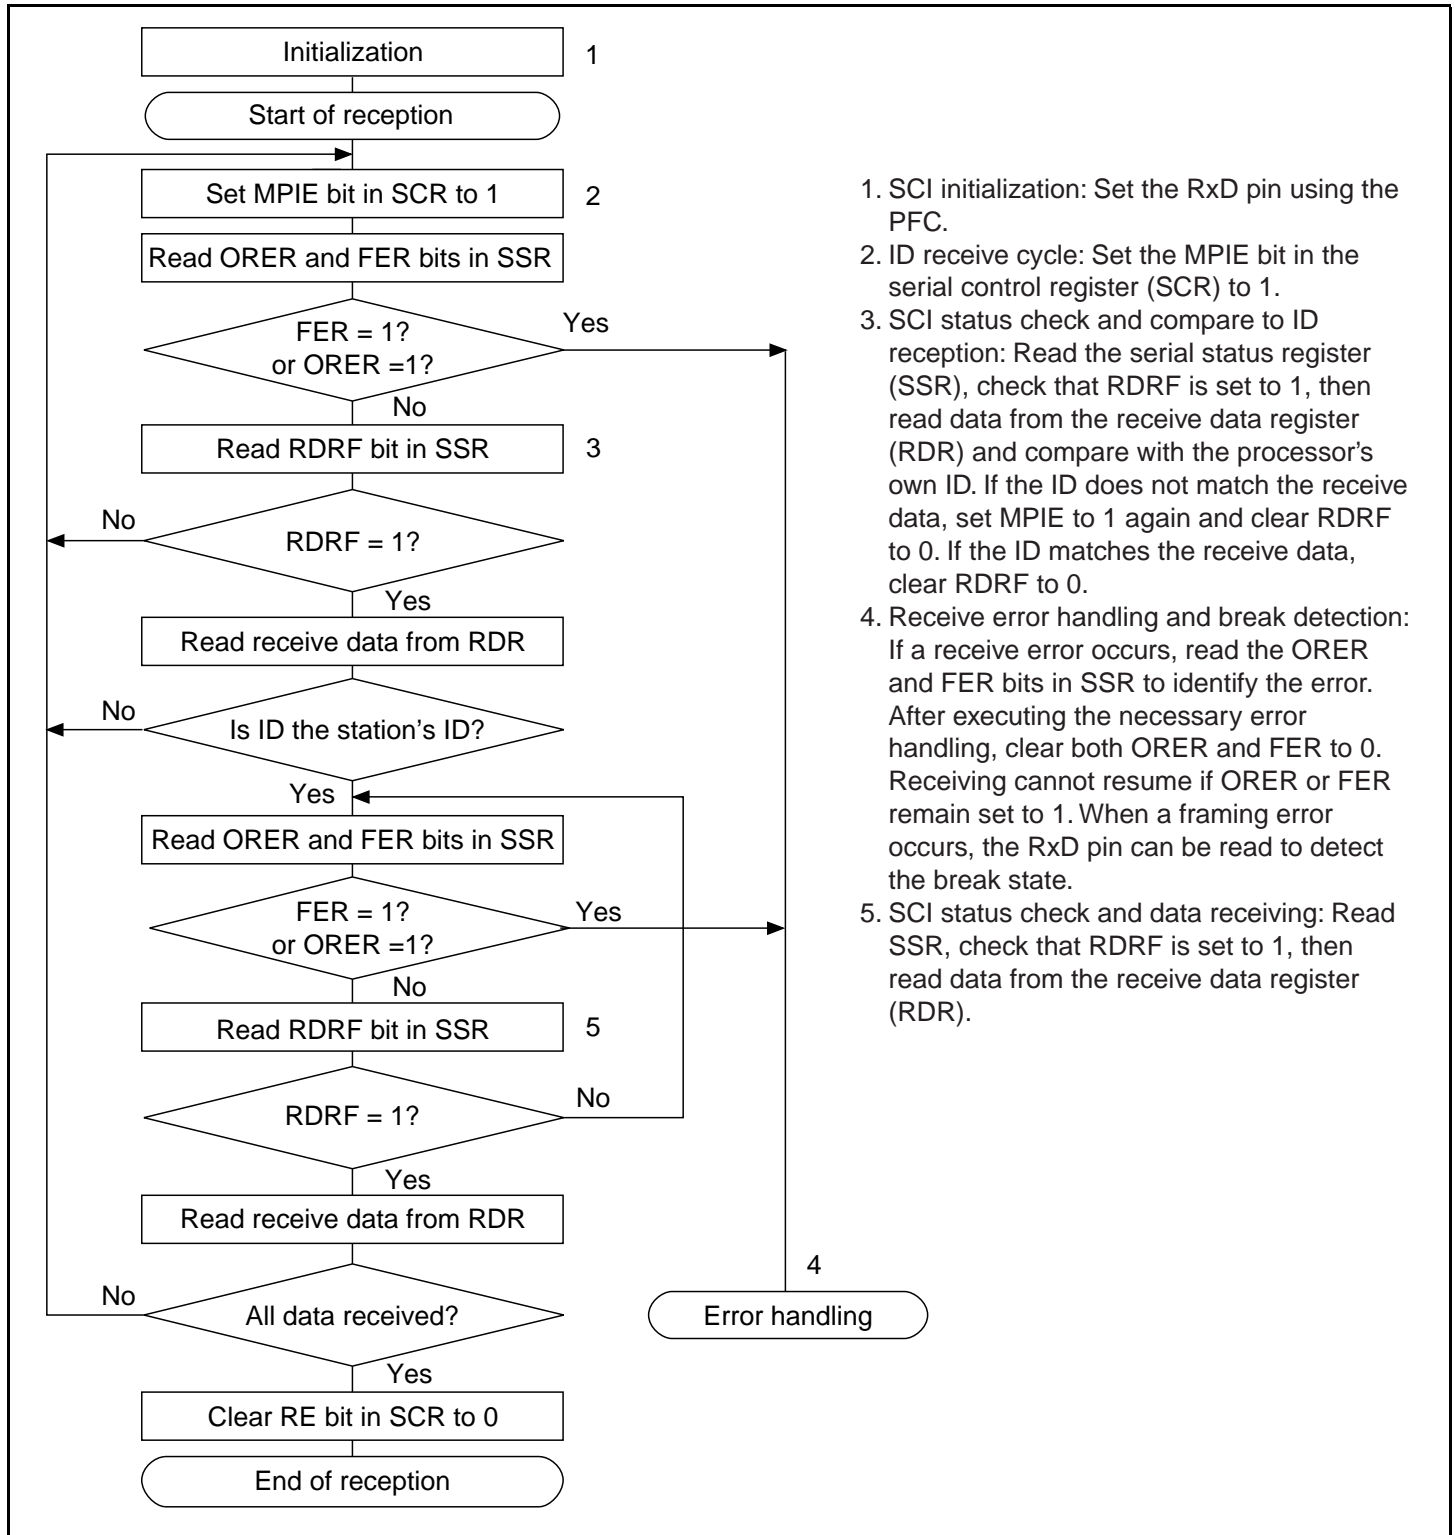 Initialization
1
Start of reception
Set MPIE bit in SCR to 1
2
Read ORER and FER bits in SSR
FER = 1?
or ORER =1?
Yes
No
Read RDRF bit in SSR
3
No
RDRF = 1?
Yes
Read receive data from RDR
No
Is ID the station's ID?
Yes
Read ORER and FER bits in SSR
FER = 1?
or ORER =1?
Yes
No
Read RDRF bit in SSR
5
RDRF = 1?
No
Yes
Read receive data from RDR
4
No
All data received?
Error handling
Yes
Clear RE bit in SCR to 0
End of reception
1. SCI initialization: Set the RxD pin using the
PFC.
2. ID receive cycle: Set the MPIE bit in the
serial control register (SCR) to 1.
3. SCI status check and compare to ID
reception: Read the serial status register
(SSR), check that RDRF is set to 1, then
read data from the receive data register
(RDR) and compare with the processor's
own ID. If the ID does not match the receive
data, set MPIE to 1 again and clear RDRF
to 0. If the ID matches the receive data,
clear RDRF to 0.
4. Receive error handling and break detection:
If a receive error occurs, read the ORER
and FER bits in SSR to identify the error.
After executing the necessary error
handling, clear both ORER and FER to 0.
Receiving cannot resume if ORER or FER
remain set to 1. When a framing error
occurs, the RxD pin can be read to detect
the break state.
5. SCI status check and data receiving: Read
SSR, check that RDRF is set to 1, then
read data from the receive data register
(RDR).